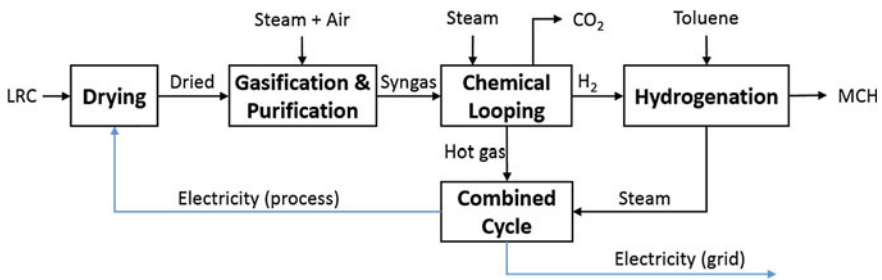 Steam + Air
Steam
CO2
Toluene
LRC
Drying
Dried
Gasification &
Purification
Syngas
Chemical
Looping
H2
Hydrogenation
MCH
Hot gas
Electricity (process)
Combined
Cycle
Steam
Electricity (grid)